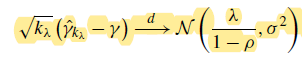 √k_λ (γ̂_{k_λ} − γ) →^d 𝒩(λ/(1 − ρ), σ²)